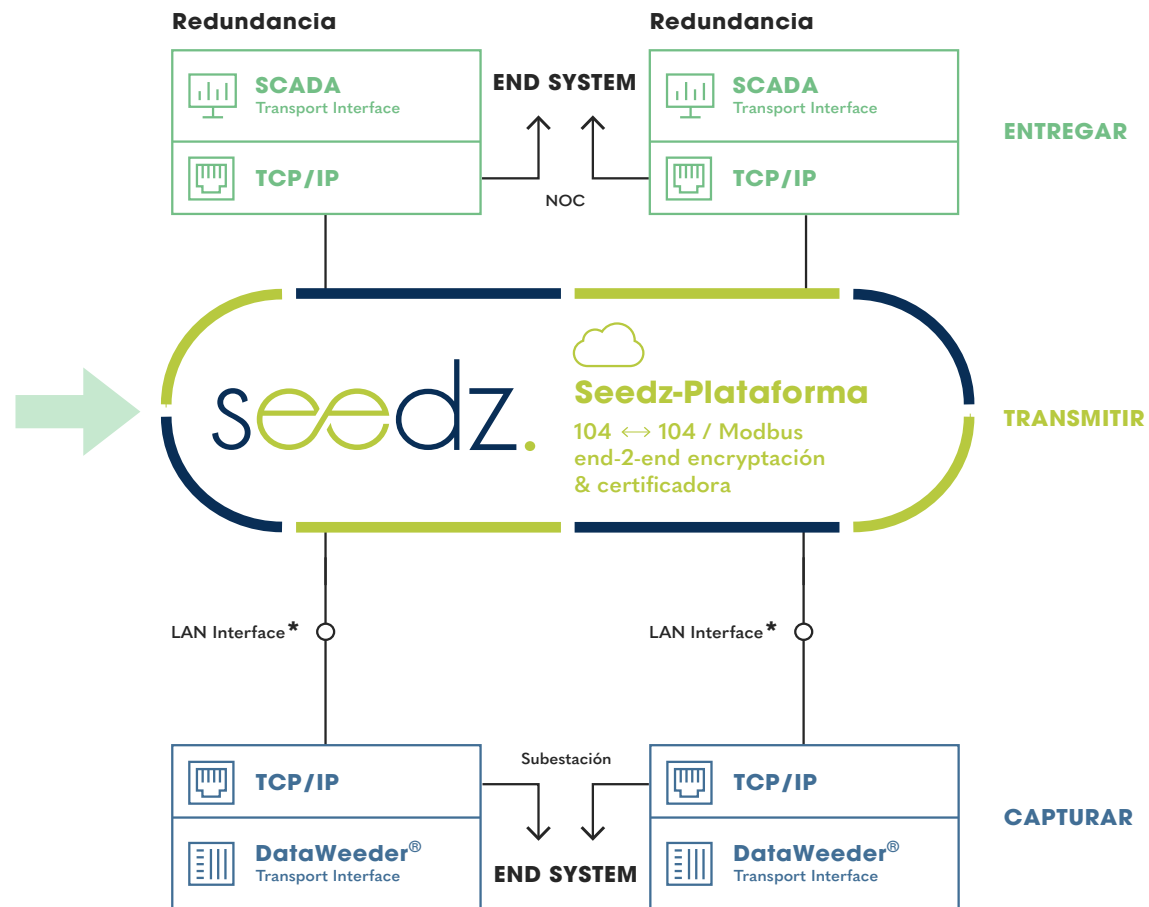 Redundancia
Redundancia
SCADA
Transport Interface
TCP/IP
END SYSTEM
NOC
SCADA
Transport Interface
TCP/IP
ENTREGAR
seedz.
Seedz-Plataforma
104 ↔ 104 / Modbus
end-2-end encryptación
& certificadora
TRANSMITIR
LAN Interface*
LAN Interface*
TCP/IP
DataWeeder®
Transport Interface
Subestación
END SYSTEM
TCP/IP
DataWeeder®
Transport Interface
CAPTURAR